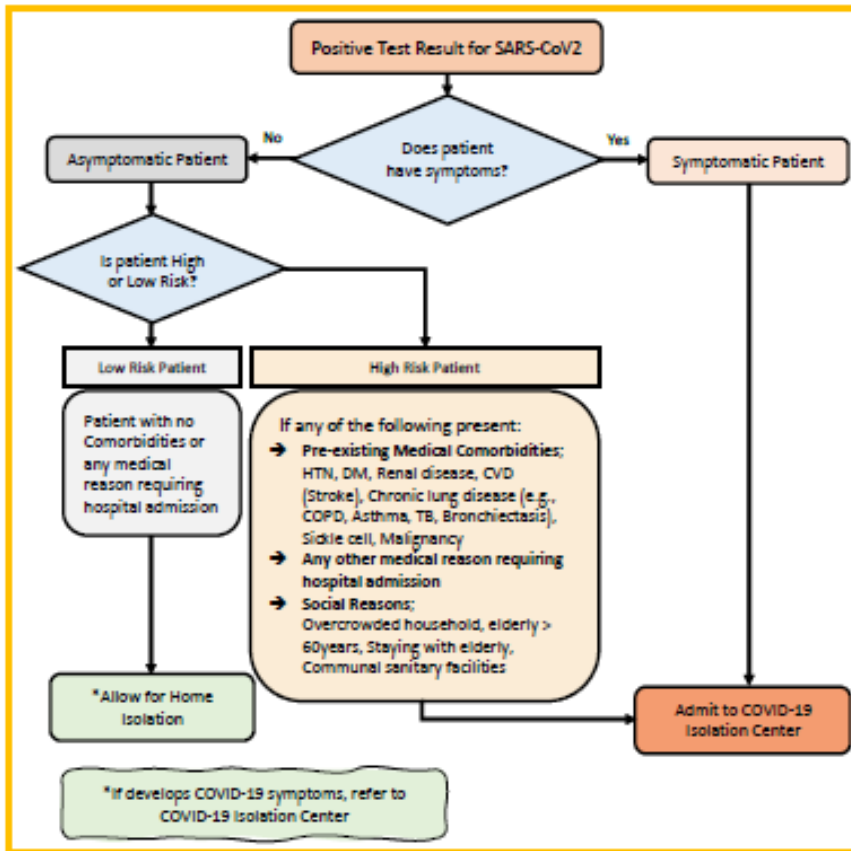 Positive Test Result for SARS-CoV2
Does patient
have symptoms?
No
Yes
Asymptomatic Patient
Symptomatic Patient
Is patient High
or Low Risk?
Low Risk Patient
High Risk Patient
Patient with no
Comorbidities or
any medical
reason requiring
hospital admission
If any of the following present:
➔ Pre-existing Medical Comorbidities;
HTN, DM, Renal disease, CVD
(Stroke), Chronic lung disease (e.g.,
COPD, Asthma, TB, Bronchiectasis),
Sickle cell, Malignancy
➔ Any other medical reason requiring
hospital admission
➔ Social Reasons;
Overcrowded household, elderly >
60years, Staying with elderly,
Communal sanitary facilities
*Allow for Home
Isolation
Admit to COVID-19
Isolation Center
*If develops COVID-19 symptoms, refer to
COVID-19 Isolation Center